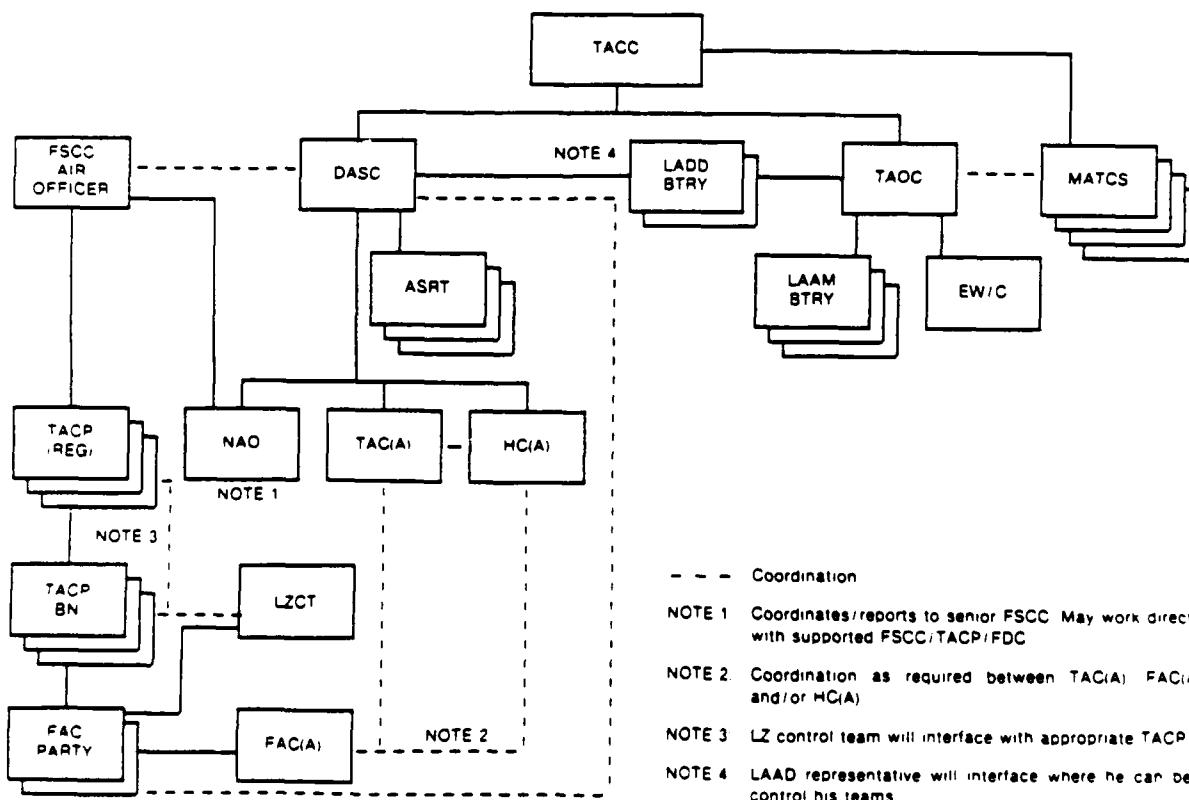 TACC
FSCC
AIR
OFFICER
DASC
NOTE 4
LADD
BTRY
TAOC
MATCS
ASRT
LAAM
BTRY
EW/C
TACP
(REG)
NAO
TAC(A)
HC(A)
NOTE 1
NOTE 3
TACP
BN
LZCT
FAC
PARTY
FAC(A)
NOTE 2
Coordination
NOTE 1 Coordinates/reports to senior FSCC May work direct
with supported FSCC/TACP/FDC
NOTE 2. Coordination as required between TAC(A) FAC(A
and/or HC(A)
NOTE 3 LZ control team will interface with appropriate TACP
NOTE 4 LAAD representative will interface where he can be
control his teams